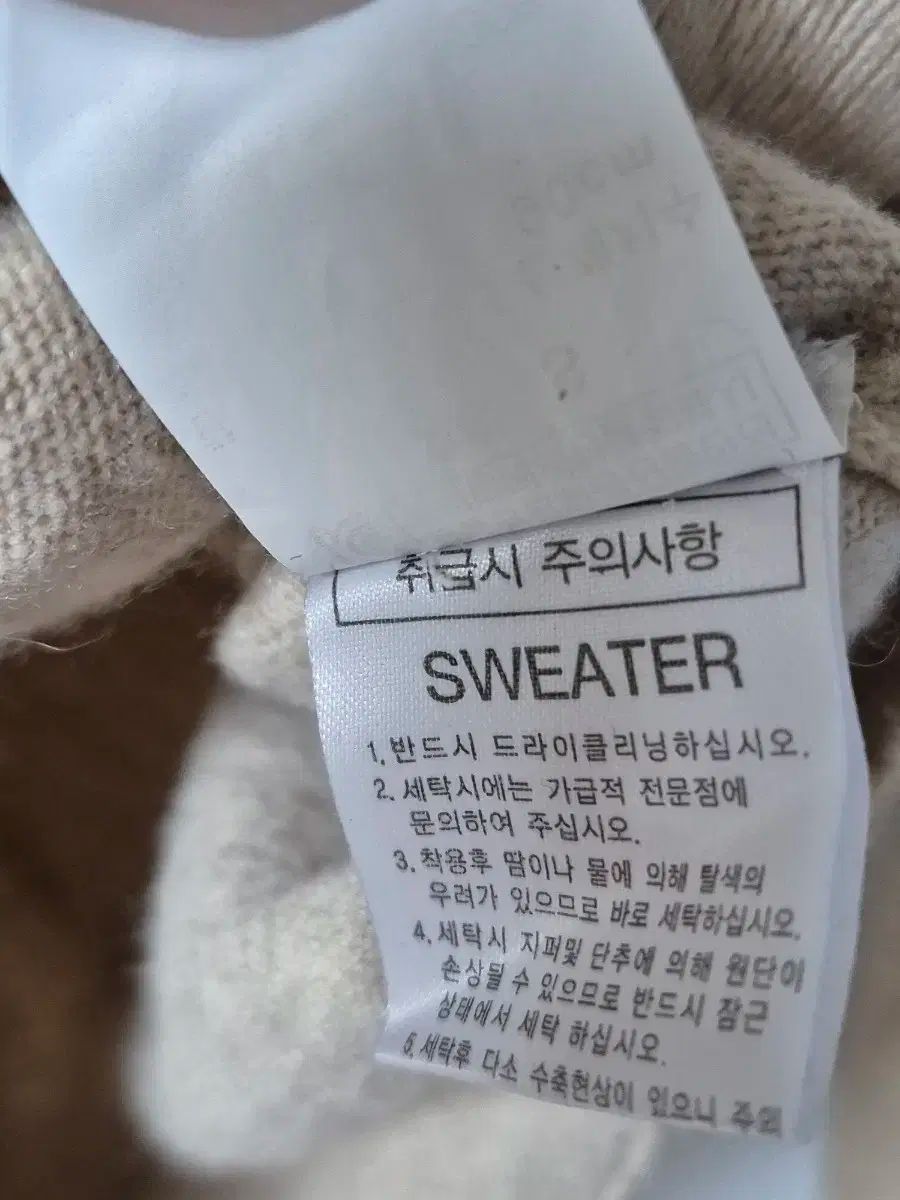 취급시 주의사항
SWEATER
1. 반드시 드라이클리닝하십시오.
2. 세탁시에는 가급적 전문점에
문의하여 주십시오.
3. 착용후 땀이나 물에 의해 탈색의
우려가 있으므로 바로 세탁하십시오.
4. 세탁시 지퍼및 단추에 의해 원단이
손상될 수 있으므로 반드시 잠근
상태에서 세탁 하십시오.
5. 세탁후 다소 수축현상이 있으니 주의